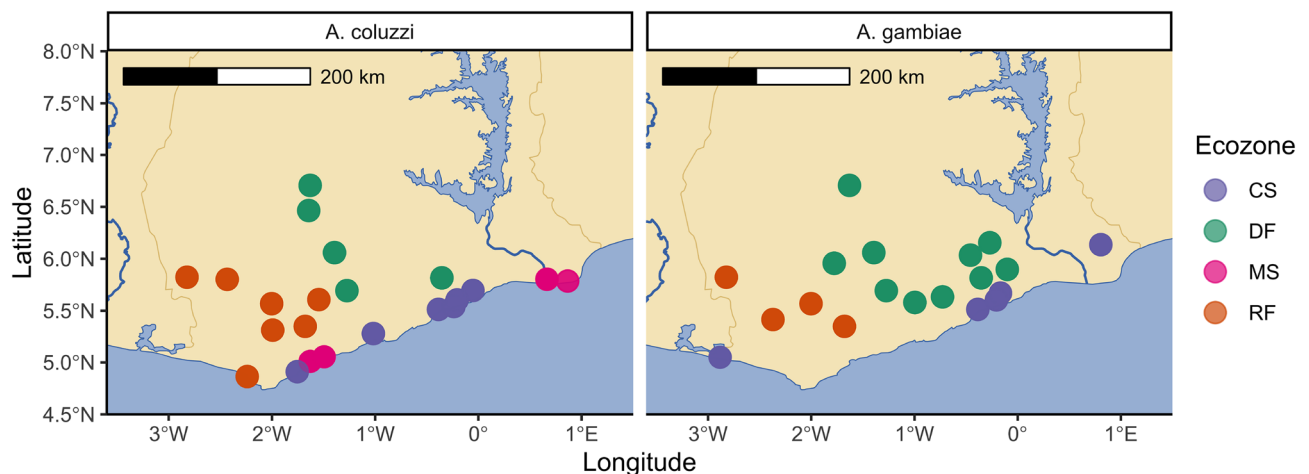 A. coluzzi
A. gambiae
8.0°N
7.5°N
7.0°N
6.5°N
6.0°N
5.5°N
5.0°N
4.5°N
Latitude
200 km
200 km
3°W
2°W
1°W
0°
1°E
3°W
2°W
1°W
0°
1°E
Longitude
Ecozone
CS
DF
MS
RF